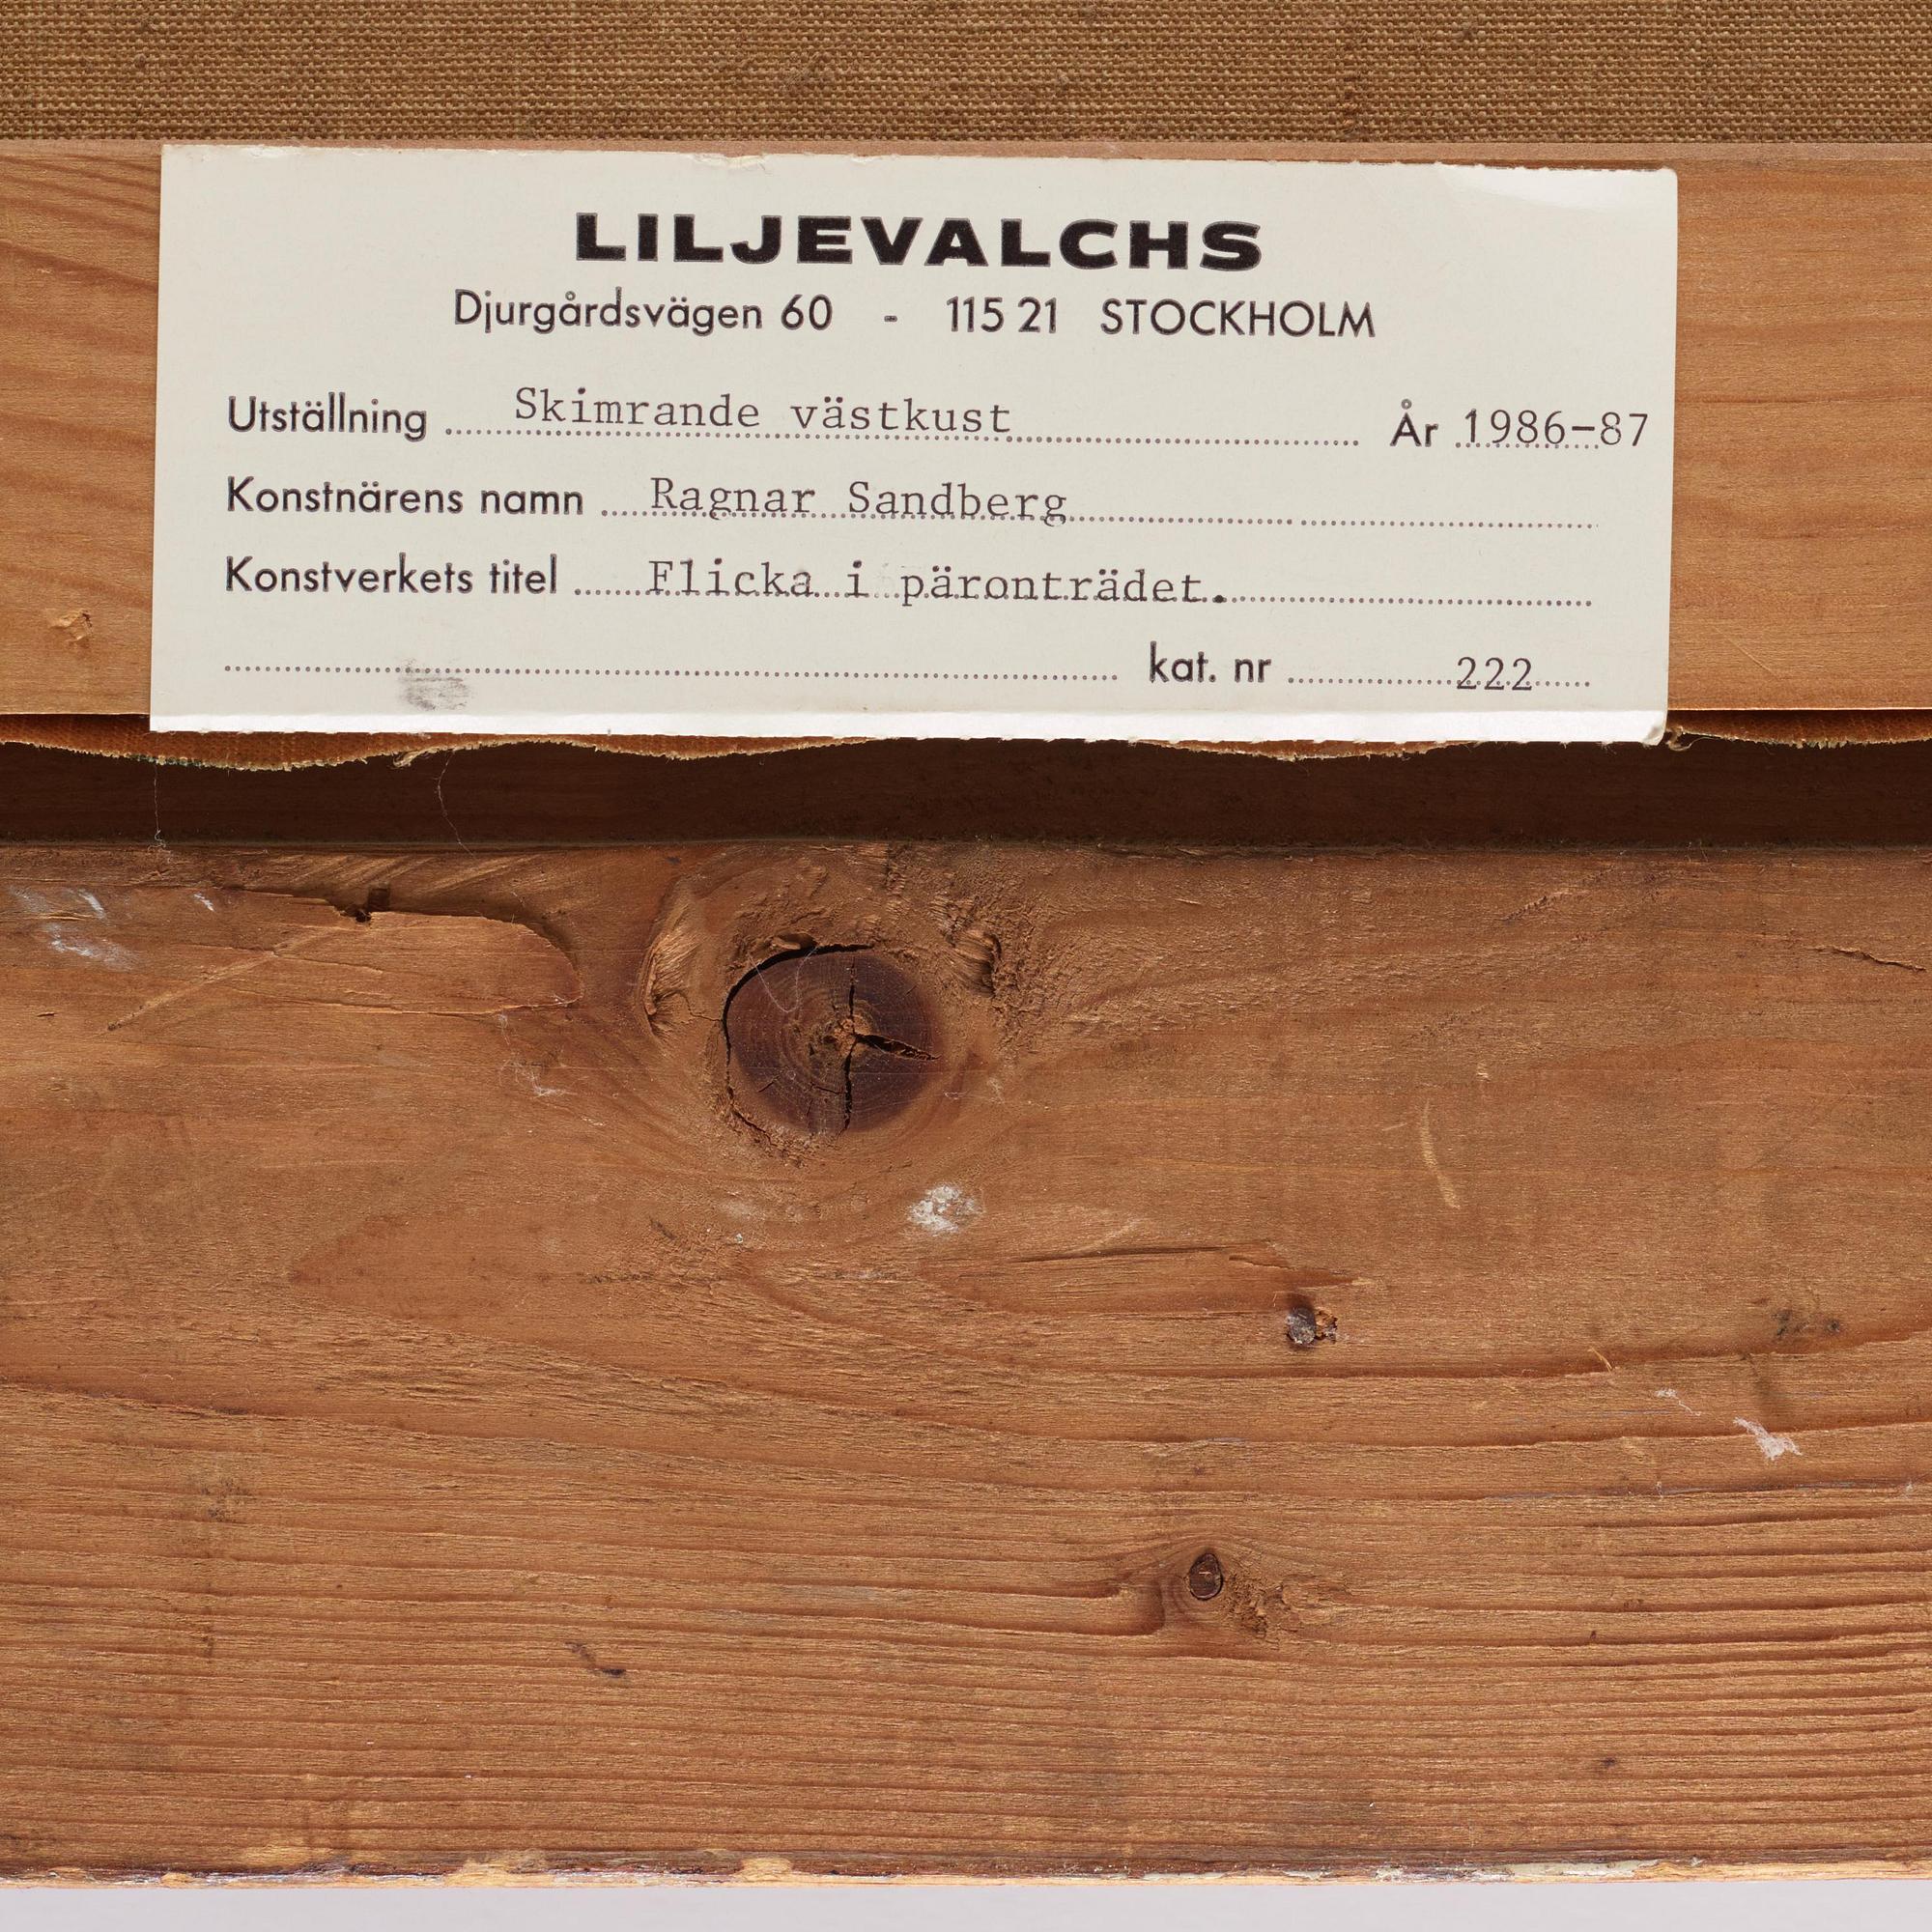 LILJEVALCHS
Djurgårdsvägen 60 - 115 21 STOCKHOLM
Utställning Skimrande västkust År 1986-87
Konstnärens namn Ragnar Sandberg
Konstverkets titel Flicka i päronträdet.
kat. nr 222